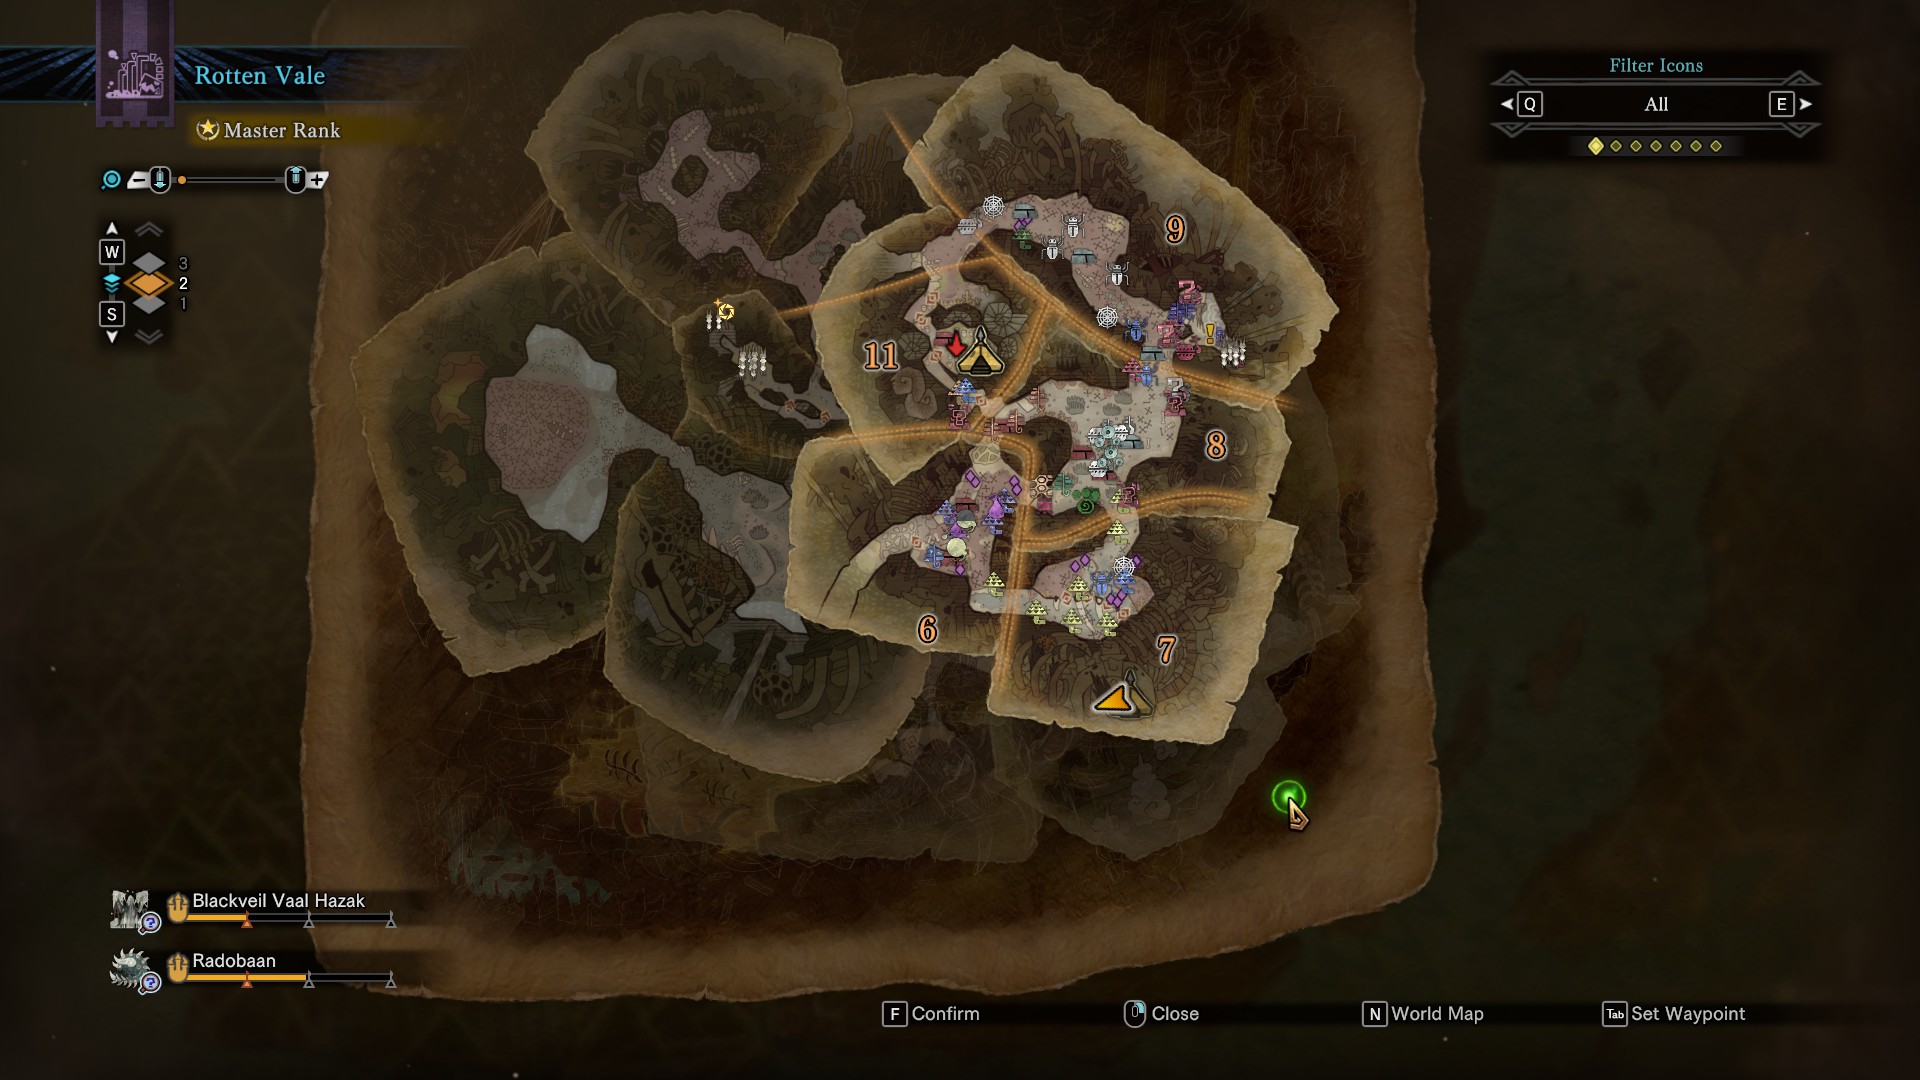 Rotten Vale
Master Rank
W
3
2
1
S
Filter Icons
Q All E
9
11
8
6
7
Blackveil Vaal Hazak
Radobaan
F Confirm
Close
N World Map
Tab Set Waypoint